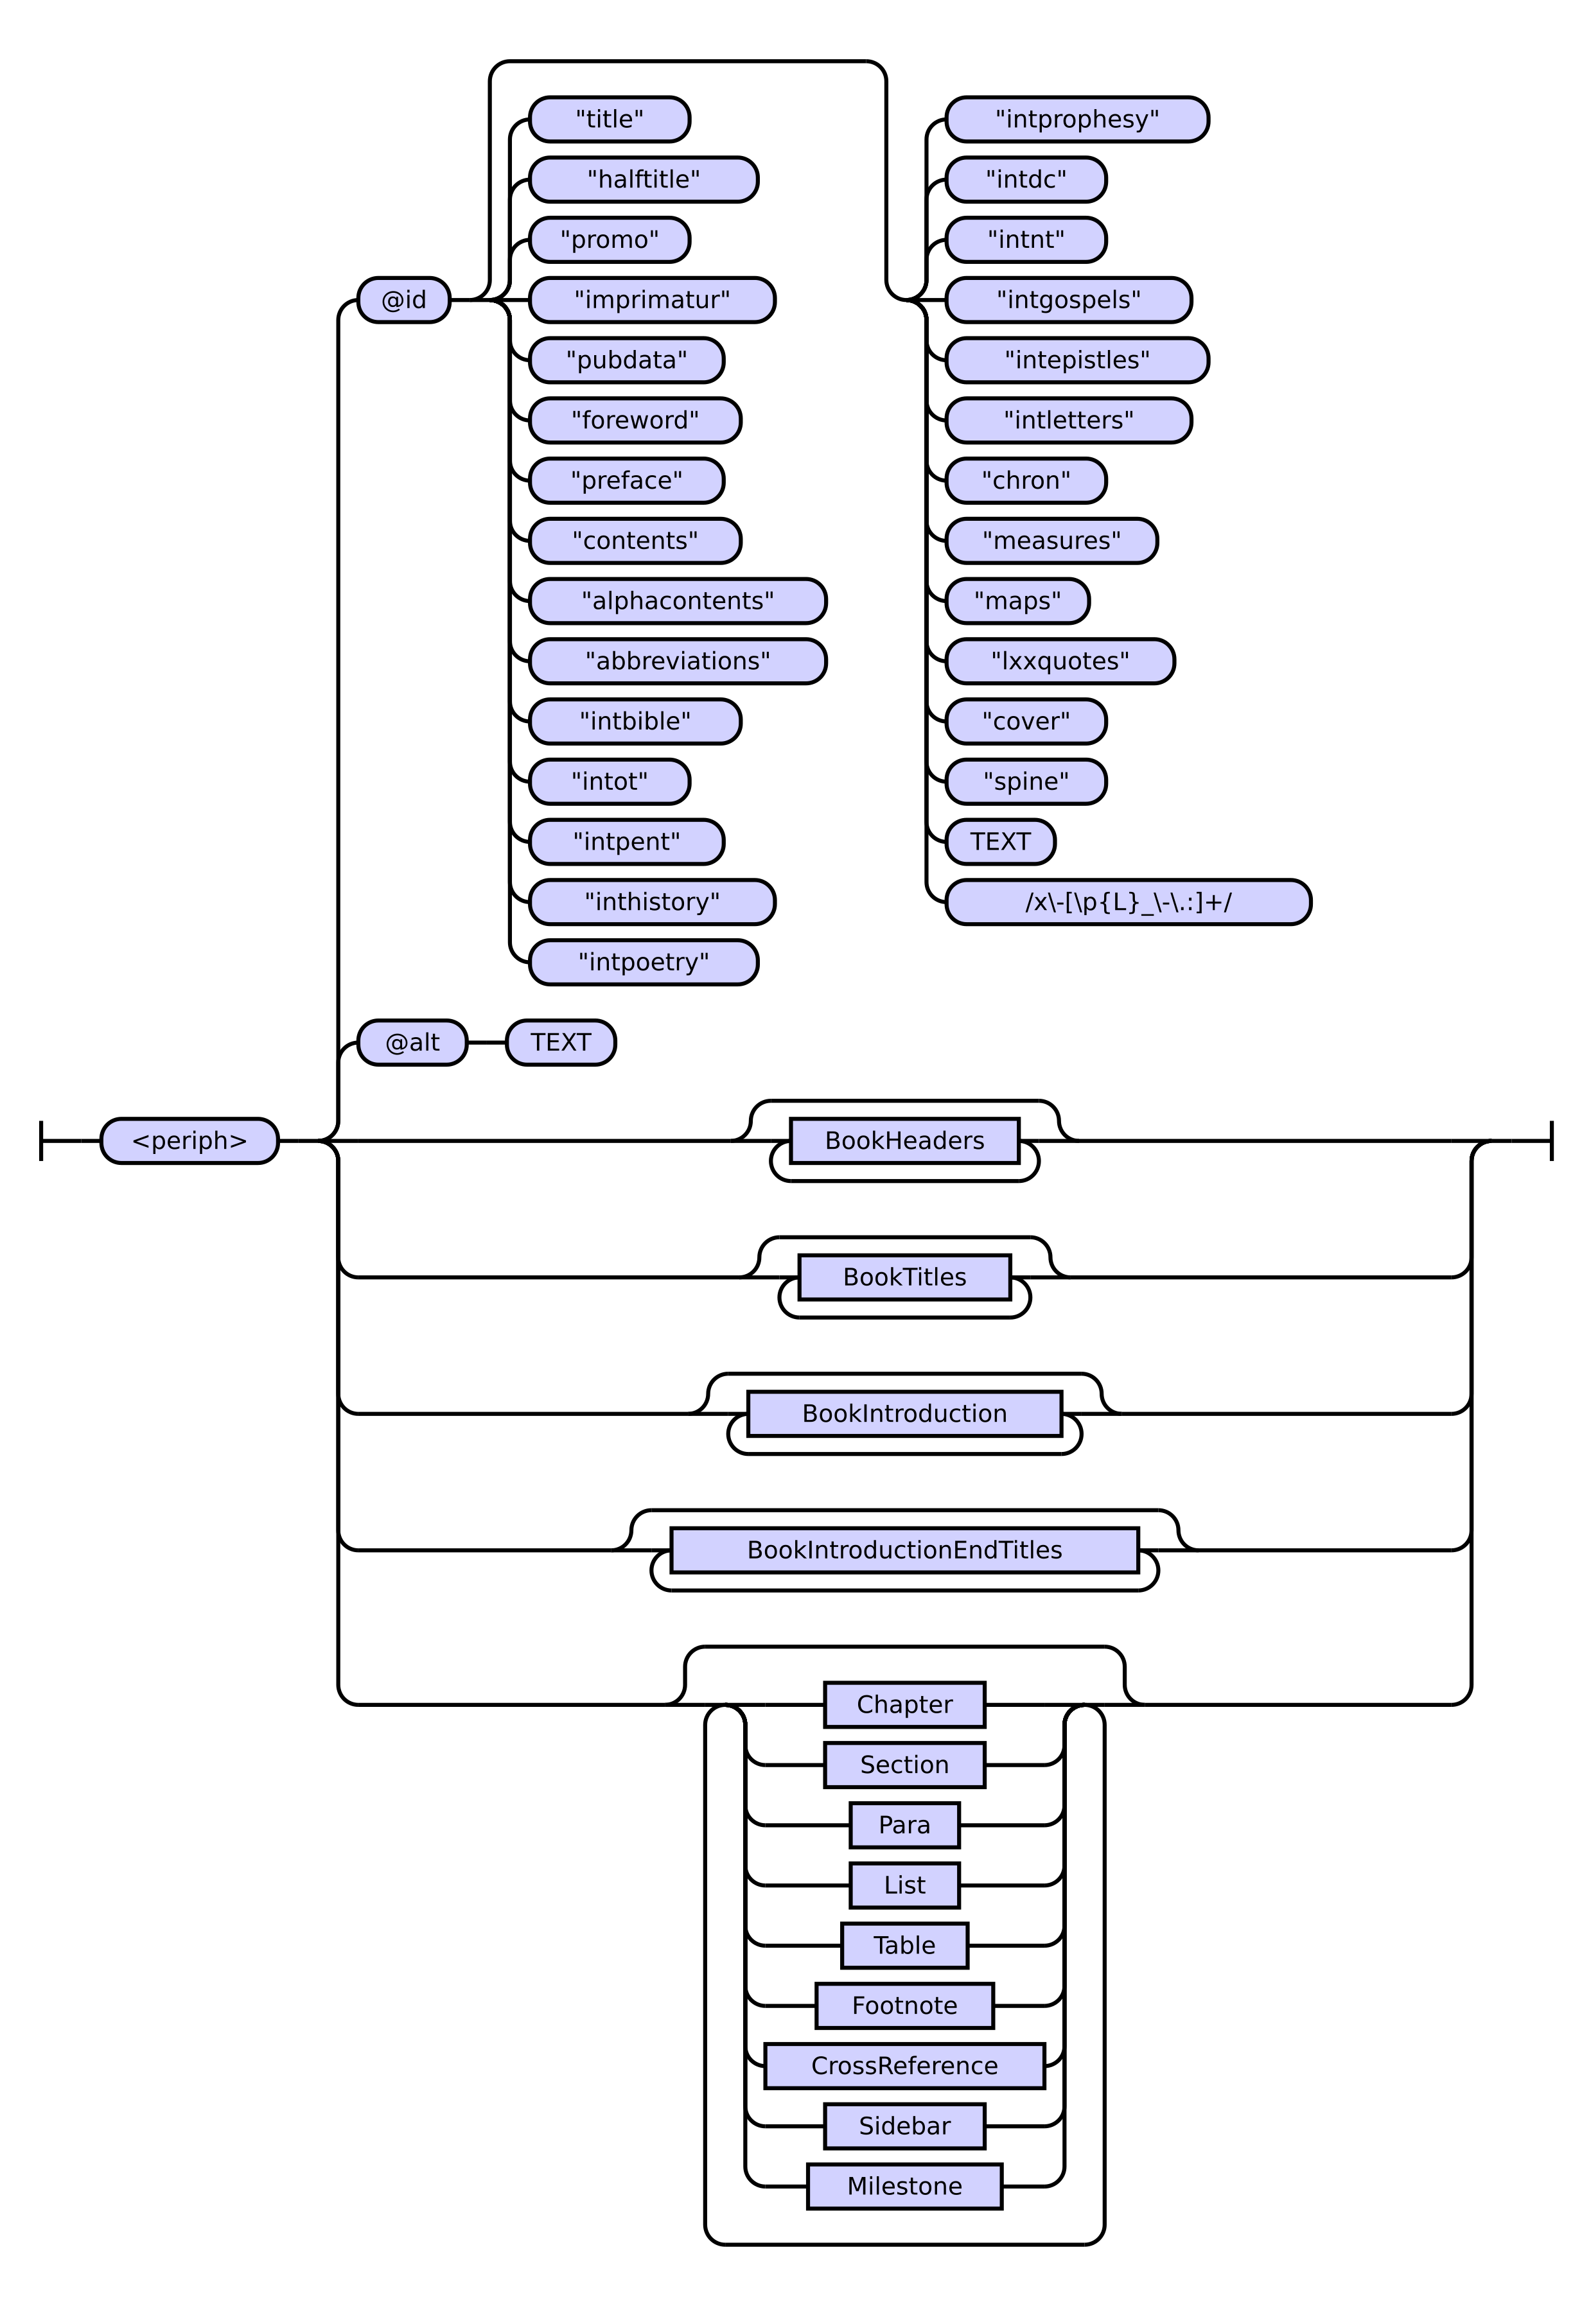 "title"
"halftitle"
"promo"
@id
"imprimatur"
"pubdata"
"foreword"
"preface"
"contents"
"alphacontents"
"abbreviations"
"intbible"
"intot"
"intpent"
"inthistory"
"intpoetry"
"intprophesy"
"intdc"
"intnt"
"intgospels"
"intepistles"
"intletters"
"chron"
"measures"
"maps"
"lxxquotes"
"cover"
"spine"
TEXT
/x\-[\p{L}_\-\.:]+/
@alt
TEXT
<periph>
BookHeaders
BookTitles
BookIntroduction
BookIntroductionEndTitles
Chapter
Section
Para
List
Table
Footnote
CrossReference
Sidebar
Milestone